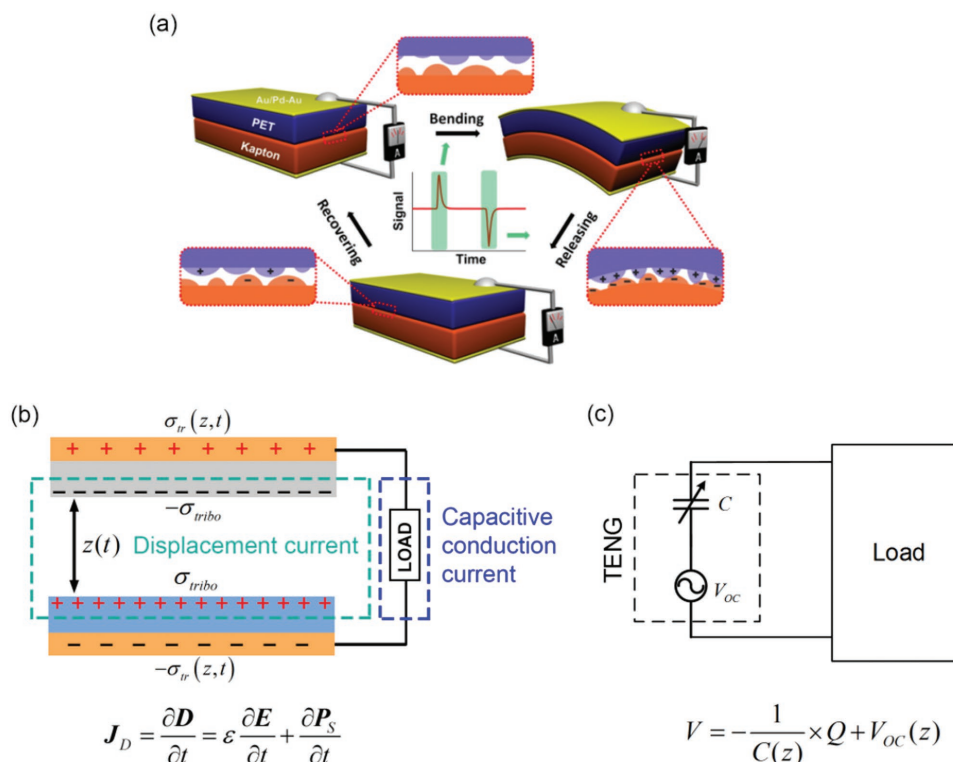 (a)
Au/Pd-Au
PET
Kapton
A
Bending
A
Signal
Time
Recovering
Releasing
+ +
− −
A
+ + + + + + +
− − − − − −
(b)
σ_tr(z,t)
+ + + + + + + +
−σ_tribo
z(t)
Displacement current
LOAD
Capacitive
conduction
current
σ_tribo
+ + + + + + + + + + + + +
− − − − − − − −
−σ_tr(z,t)
J_D = ∂D/∂t = ε ∂E/∂t + ∂P_S/∂t
(c)
TENG
C
V_OC
Load
V = −1/C(z) × Q + V_OC(z)